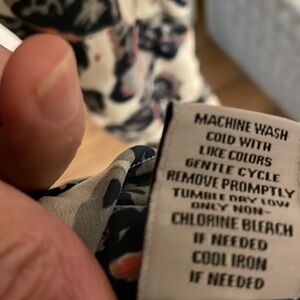 MACHINE WASH
COLD WITH
LIKE COLORS
GENTLE CYCLE
REMOVE PROMPTLY
TUMBLE DRY LOW
ONLY NON-
CHLORINE BLEACH
IF NEEDED
COOL IRON
IF NEEDED